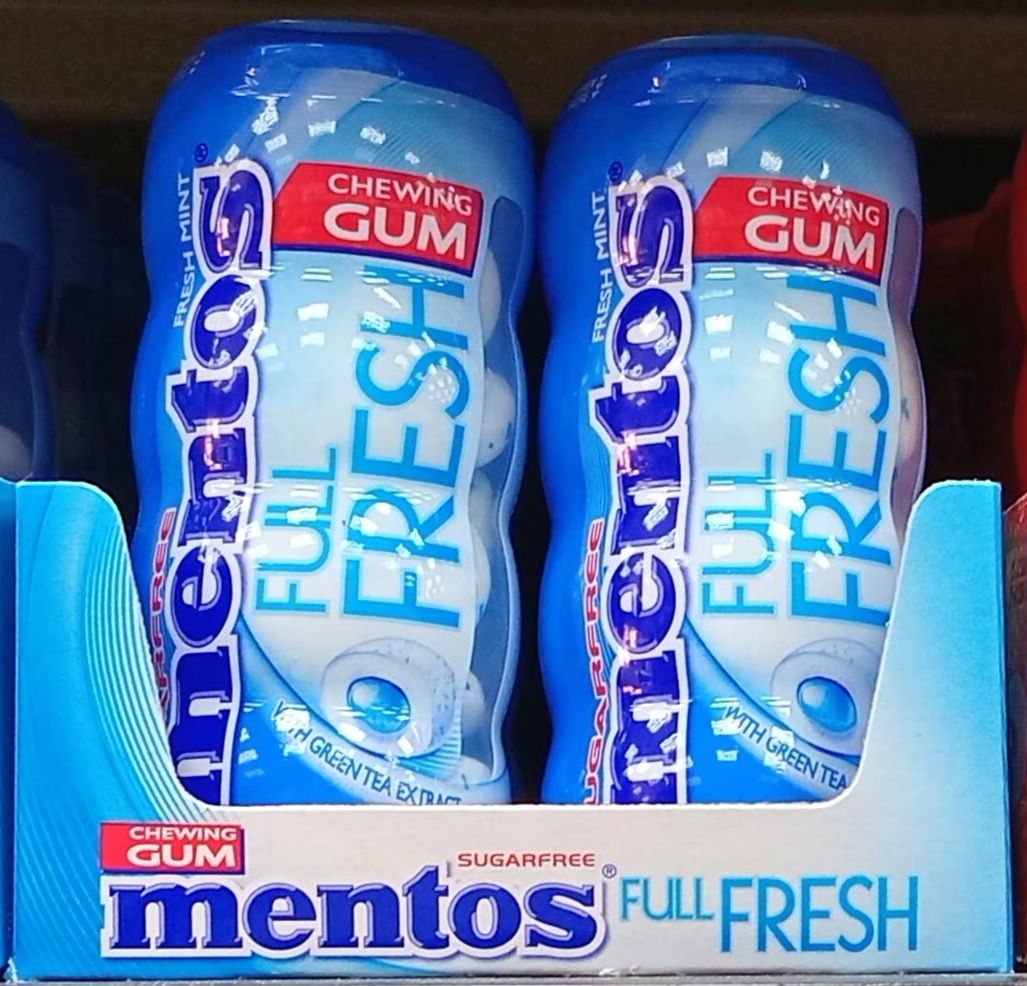 FRESH MINT
mentos®
CHEWING
GUM
FULL
FRESH
SUGARFREE
WITH GREEN TEA EXTRACT
FRESH MINT
mentos®
CHEWING
GUM
FULL
FRESH
SUGARFREE
WITH GREEN TEA
CHEWING
GUM
SUGARFREE
mentos® FULL FRESH